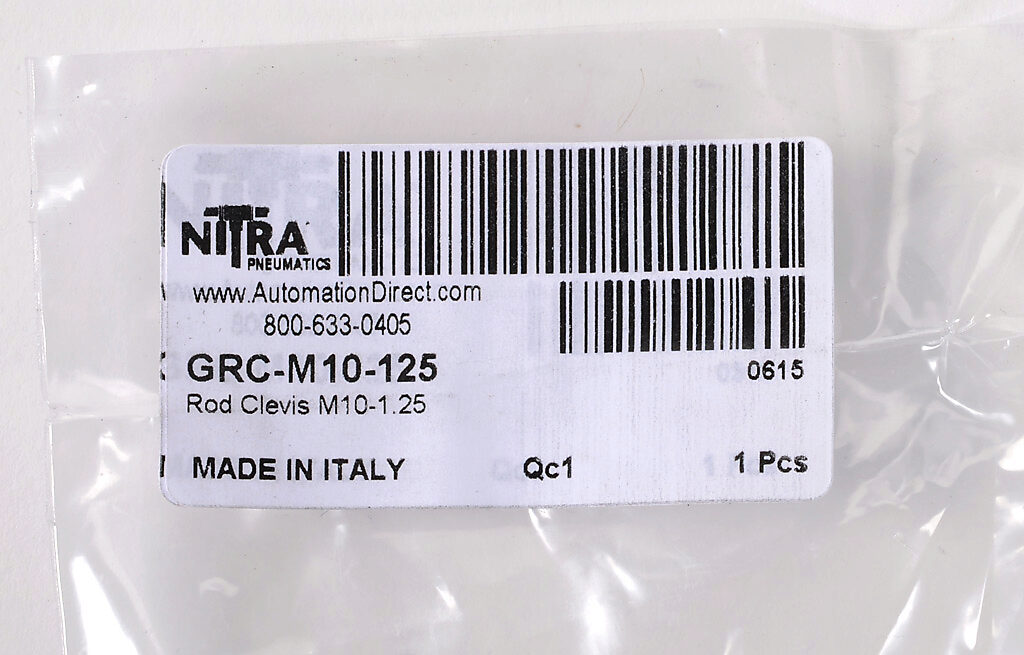 NITRA
PNEUMATICS
www.AutomationDirect.com
800-633-0405
GRC-M10-125
0615
Rod Clevis M10-1.25
MADE IN ITALY Qc1 1 Pcs